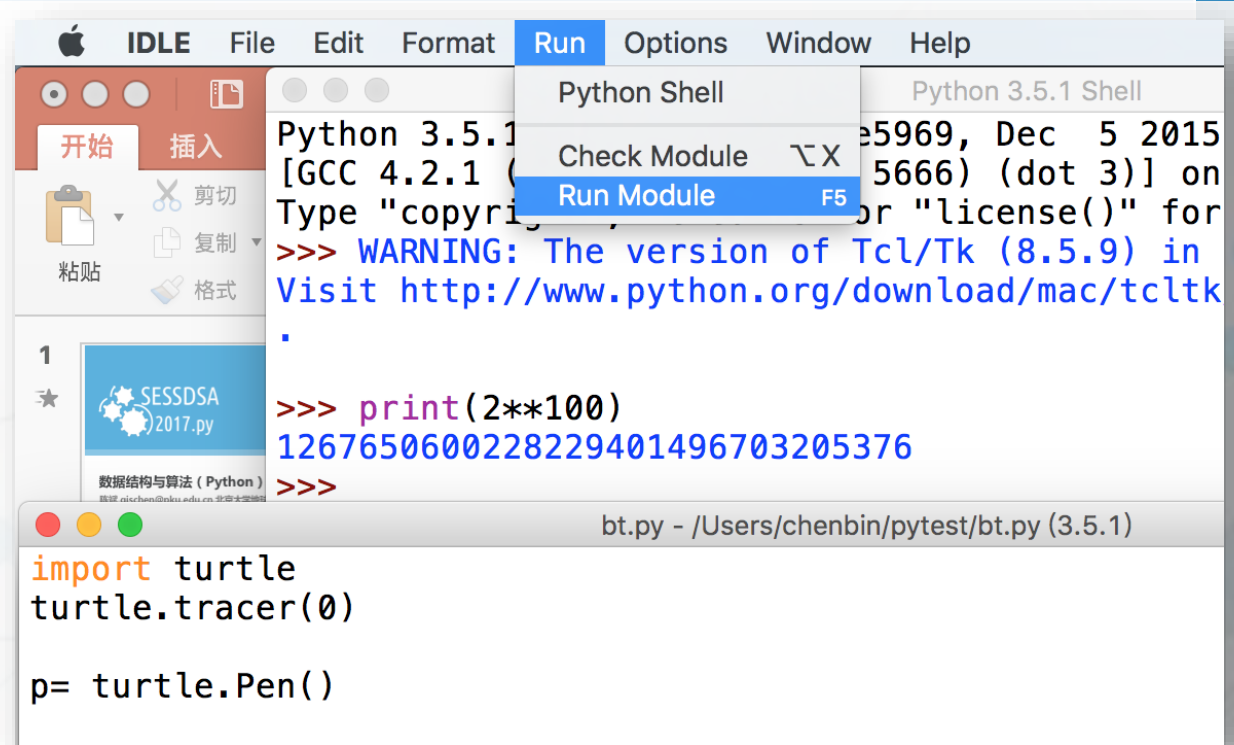 IDLE File Edit Format Run Options Window Help
Python Shell
Check Module ⌥X
Run Module F5
Python 3.5.1 Shell
开始 插入
剪切
复制
粘贴
格式
1
SESSDSA
2017.py
数据结构与算法(Python)
Python 3.5.1 e5969, Dec 5 2015
[GCC 4.2.1 ( 5666) (dot 3)] on
Type "copyri or "license()" for
>>> WARNING: The version of Tcl/Tk (8.5.9) in
Visit http://www.python.org/download/mac/tcltk
.
>>> print(2**100)
1267650600228229401496703205376
>>>
bt.py - /Users/chenbin/pytest/bt.py (3.5.1)
import turtle
turtle.tracer(0)
p= turtle.Pen()